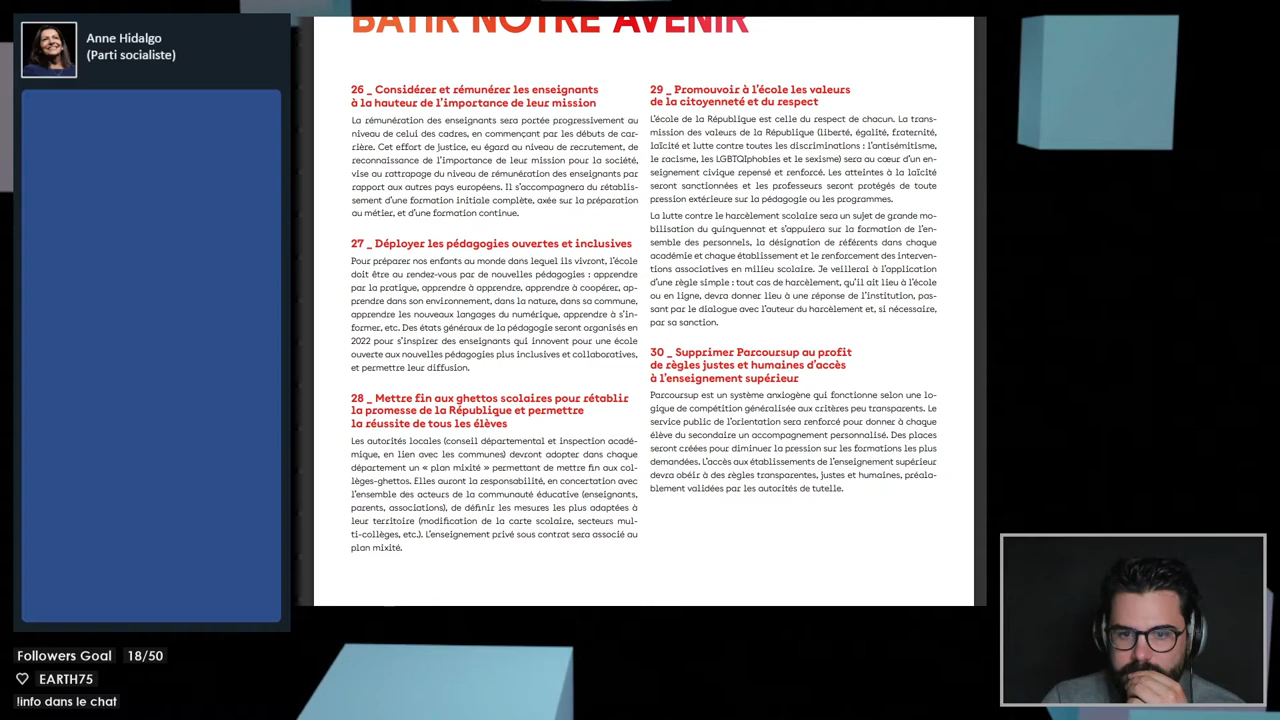 Anne Hidalgo
(Parti socialiste)
BÂTIR NOTRE AVENIR
26 _ Considérer et rémunérer les enseignants
à la hauteur de l'importance de leur mission
La rémunération des enseignants sera portée progressivement au
niveau de celui des cadres, en commençant par les débuts de car-
rière. Cet effort de justice, eu égard au niveau de recrutement, de
reconnaissance de l'importance de leur mission pour la société,
vise au rattrapage du niveau de rémunération des enseignants par
rapport aux autres pays européens. Il s'accompagnera du rétablis-
sement d'une formation initiale complète, axée sur la préparation
au métier, et d'une formation continue.
27 _ Déployer les pédagogies ouvertes et inclusives
Pour préparer nos enfants au monde dans lequel ils vivront, l'école
doit être au rendez-vous par de nouvelles pédagogies : apprendre
par la pratique, apprendre à apprendre, apprendre à coopérer, ap-
prendre dans son environnement, dans la nature, dans sa commune,
apprendre les nouveaux langages du numérique, apprendre à s'in-
former, etc. Des états généraux de la pédagogie seront organisés en
2022 pour s'inspirer des enseignants qui innovent pour une école
ouverte aux nouvelles pédagogies plus inclusives et collaboratives,
et permettre leur diffusion.
28 _ Mettre fin aux ghettos scolaires pour rétablir
la promesse de la République et permettre
la réussite de tous les élèves
Les autorités locales (conseil départemental et inspection acadé-
mique, en lien avec les communes) devront adopter dans chaque
département un « plan mixité » permettant de mettre fin aux col-
lèges-ghettos. Elles auront la responsabilité, en concertation avec
l'ensemble des acteurs de la communauté éducative (enseignants,
parents, associations), de définir les mesures les plus adaptées à
leur territoire (modification de la carte scolaire, secteurs mul-
ti-collèges, etc.). L'enseignement privé sous contrat sera associé au
plan mixité.
29 _ Promouvoir à l'école les valeurs
de la citoyenneté et du respect
L'école de la République est celle du respect de chacun. La trans-
mission des valeurs de la République (liberté, égalité, fraternité,
laïcité et lutte contre toutes les discriminations : l'antisémitisme,
le racisme, les LGBTQIphobies et le sexisme) sera au cœur d'un en-
seignement civique repensé et renforcé. Les atteintes à la laïcité
seront sanctionnées et les professeurs seront protégés de toute
pression extérieure sur la pédagogie ou les programmes.
La lutte contre le harcèlement scolaire sera un sujet de grande mo-
bilisation du quinquennat et s'appuiera sur la formation de l'en-
semble des personnels, la désignation de référents dans chaque
académie et chaque établissement et le renforcement des interven-
tions associatives en milieu scolaire. Je veillerai à l'application
d'une règle simple : tout cas de harcèlement, qu'il ait lieu à l'école
ou en ligne, devra donner lieu à une réponse de l'institution, pas-
sant par le dialogue avec l'auteur du harcèlement et, si nécessaire,
par sa sanction.
30 _ Supprimer Parcoursup au profit
de règles justes et humaines d'accès
à l'enseignement supérieur
Parcoursup est un système anxiogène qui fonctionne selon une lo-
gique de compétition généralisée aux critères peu transparents. Le
service public de l'orientation sera renforcé pour donner à chaque
élève du secondaire un accompagnement personnalisé. Des places
seront créées pour diminuer la pression sur les formations les plus
demandées. L'accès aux établissements de l'enseignement supérieur
devra obéir à des règles transparentes, justes et humaines, préala-
blement validées par les autorités de tutelle.
Followers Goal 18/50
EARTH75
!info dans le chat